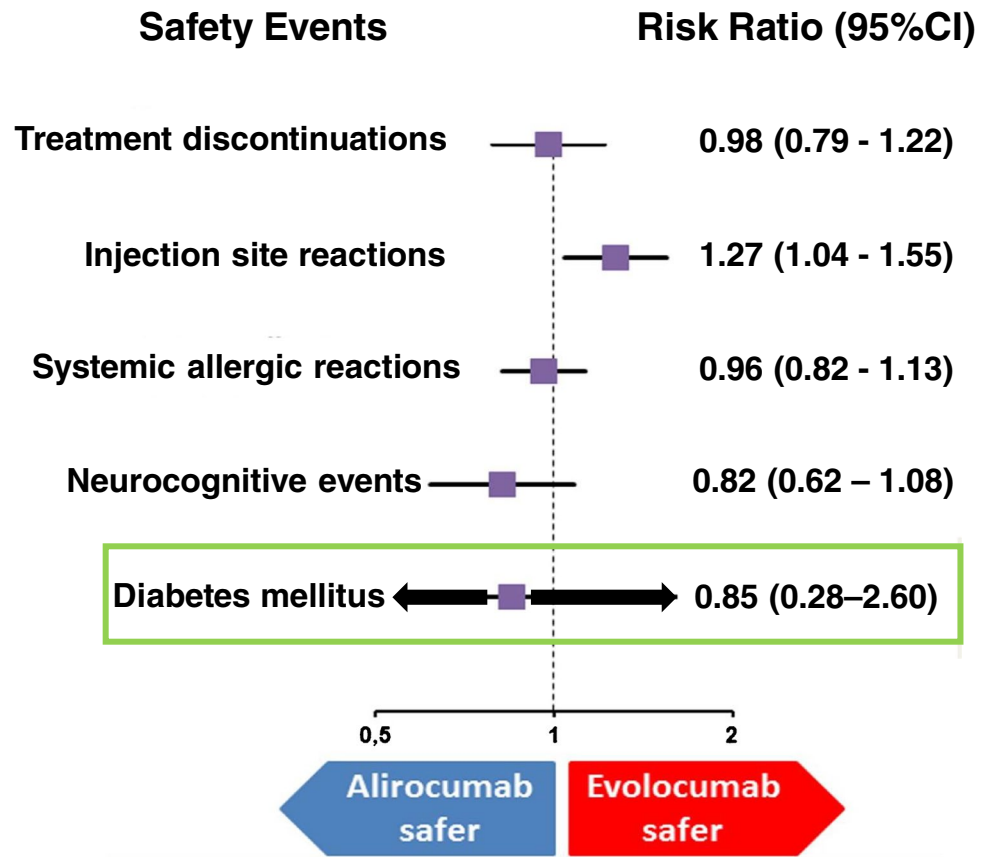 Safety Events Risk Ratio (95%CI)
Treatment discontinuations 0.98 (0.79 - 1.22)
Injection site reactions 1.27 (1.04 - 1.55)
Systemic allergic reactions 0.96 (0.82 - 1.13)
Neurocognitive events 0.82 (0.62 – 1.08)
Diabetes mellitus 0.85 (0.28–2.60)
0,5 1 2
Alirocumab safer
Evolocumab safer